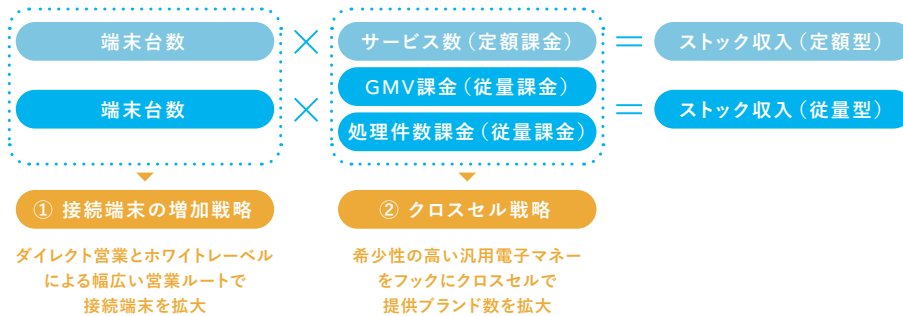 端末台数 × サービス数（定額課金） = ストック収入（定額型）
端末台数 × GMV課金（従量課金） = ストック収入（従量型）
処理件数課金（従量課金）
① 接続端末の増加戦略
ダイレクト営業とホワイトレーベル
による幅広い営業ルートで
接続端末を拡大
② クロスセル戦略
希少性の高い汎用電子マネー
をフックにクロスセルで
提供ブランド数を拡大